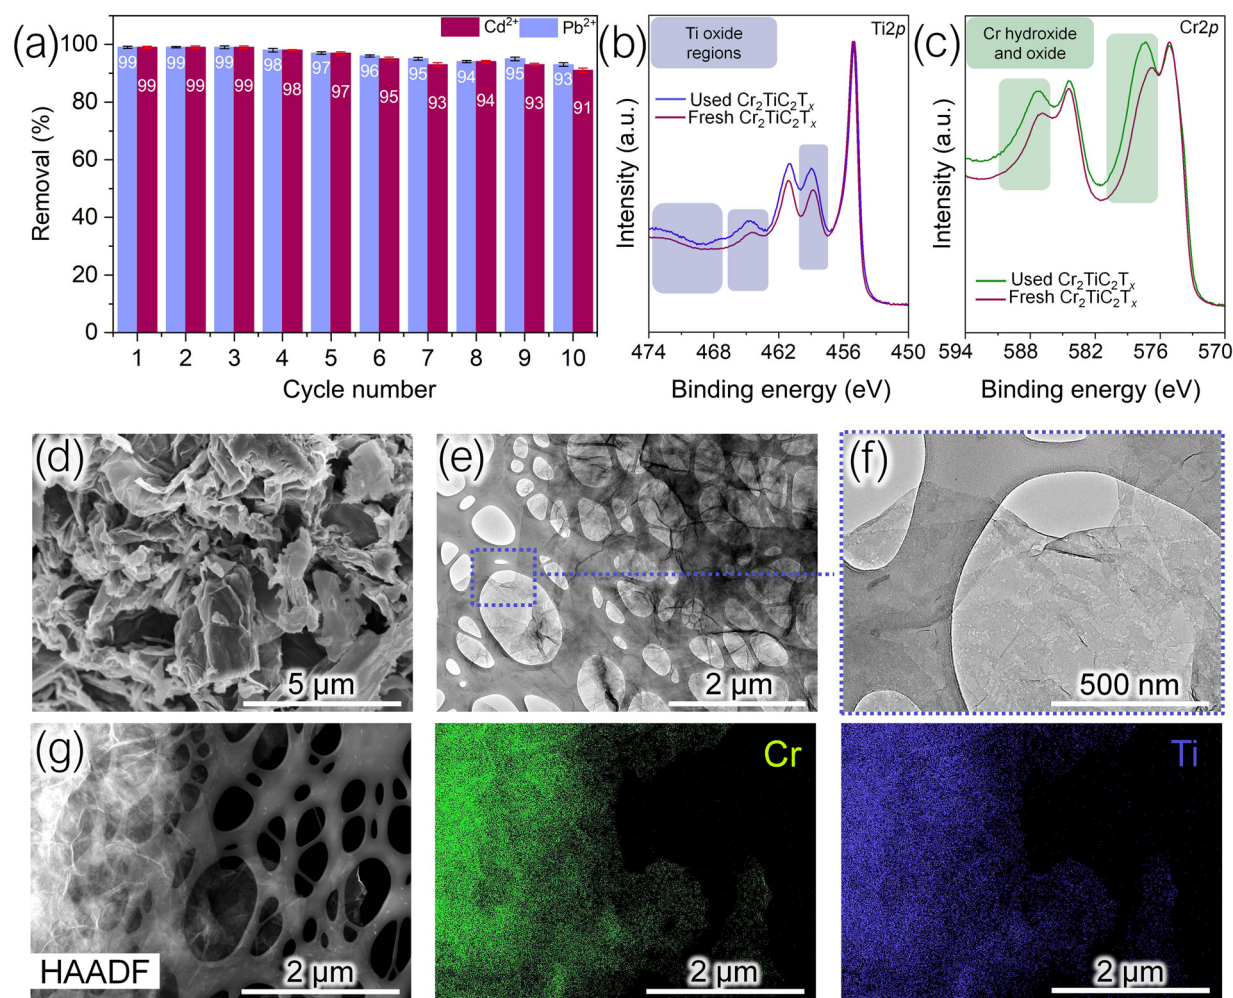 (a)
Cd²⁺ Pb²⁺
Removal (%)
100
80
60
40
20
0
99 99 99 98 97 96 95 94 95 93
99 99 99 98 97 95 93 94 93 91
1 2 3 4 5 6 7 8 9 10
Cycle number
(b)
Ti oxide
regions
Ti2p
Used Cr₂TiC₂Tₓ
Fresh Cr₂TiC₂Tₓ
Intensity (a.u.)
474 468 462 456 450
Binding energy (eV)
(c)
Cr hydroxide
and oxide
Cr2p
Intensity (a.u.)
Used Cr₂TiC₂Tₓ
Fresh Cr₂TiC₂Tₓ
594 588 582 576 570
Binding energy (eV)
(d)
5 µm
(e)
2 µm
(f)
500 nm
(g)
HAADF
2 µm
Cr
2 µm
Ti
2 µm